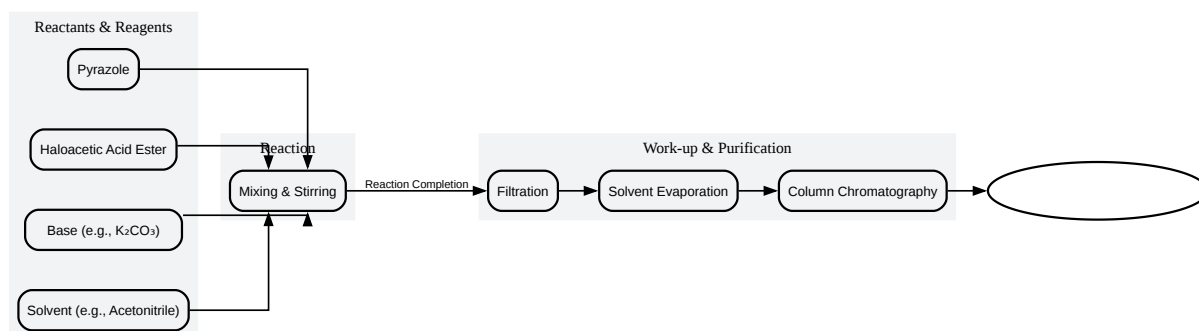 Reactants & Reagents
Pyrazole
Haloacetic Acid Ester
Base (e.g., K₂CO₃)
Solvent (e.g., Acetonitrile)
Reaction
Mixing & Stirring
Reaction Completion
Work-up & Purification
Filtration
Solvent Evaporation
Column Chromatography